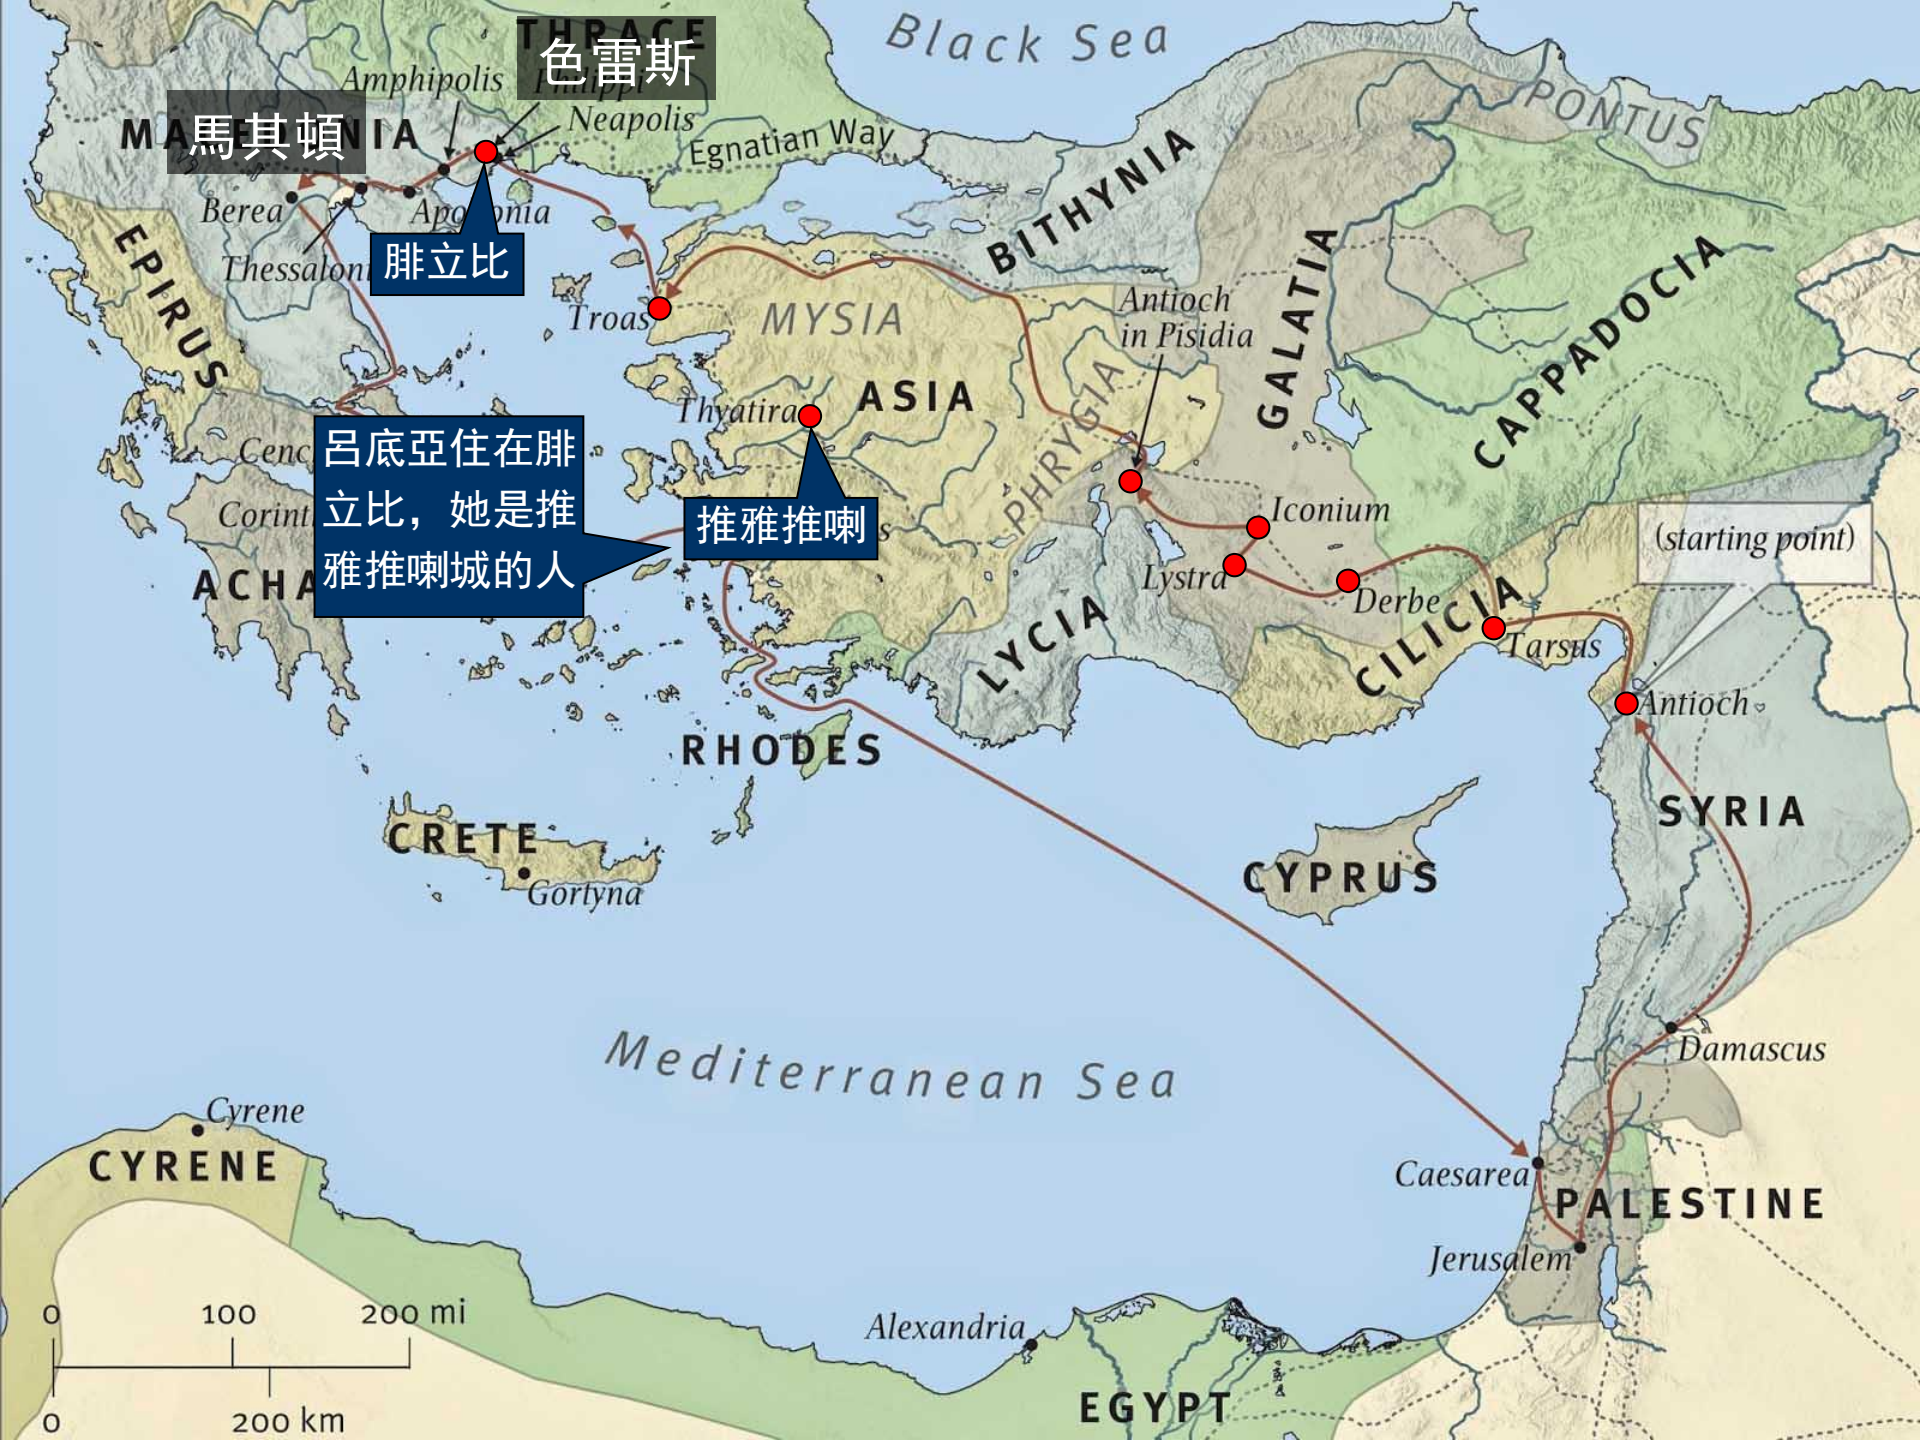 Black Sea
色雷斯
Amphipolis
Neapolis
馬其頓
Egnatian Way
PONTUS
BITHYNIA
Berea
腓立比
EPIRUS
GALATIA
CAPPADOCIA
Troas
MYSIA
Antioch
in Pisidia
Thyatira
ASIA
PHRYGIA
呂底亞住在腓
立比，她是推
雅推喇城的人
推雅推喇
Iconium
(starting point)
Lystra
Derbe
CILICIA
Tarsus
LYCIA
Antioch
RHODES
SYRIA
CRETE
Gortyna
CYPRUS
Mediterranean Sea
Damascus
Cyrene
CYRENE
Caesarea
PALESTINE
Jerusalem
0 100 200 mi
Alexandria
EGYPT
0 200 km